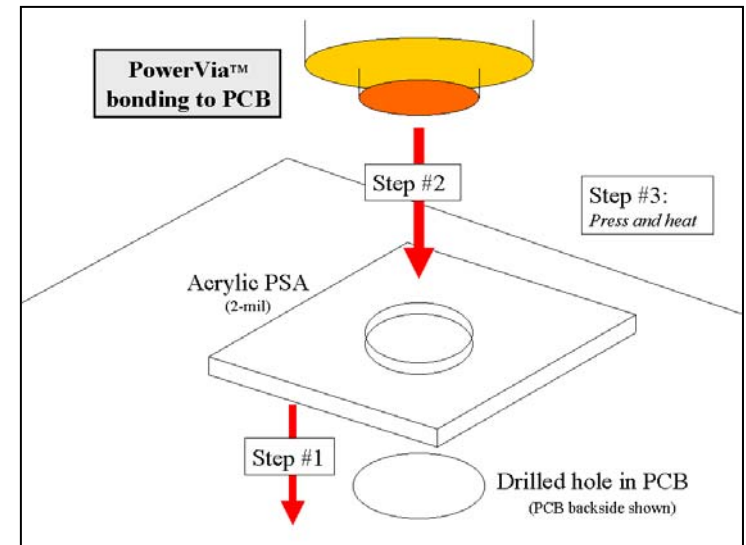 PowerVia™
bonding to PCB
Step #2
Step #3:
Press and heat
Acrylic PSA
(2-mil)
Step #1
Drilled hole in PCB
(PCB backside shown)